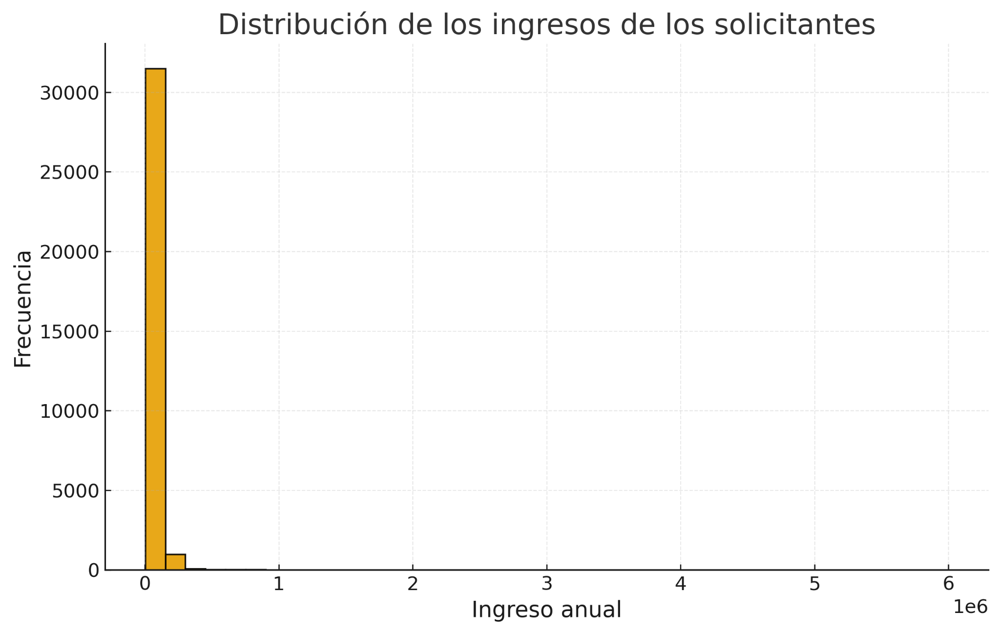 Distribución de los ingresos de los solicitantes
Frecuencia
30000
25000
20000
15000
10000
5000
0
0 1 2 3 4 5 6
1e6
Ingreso anual